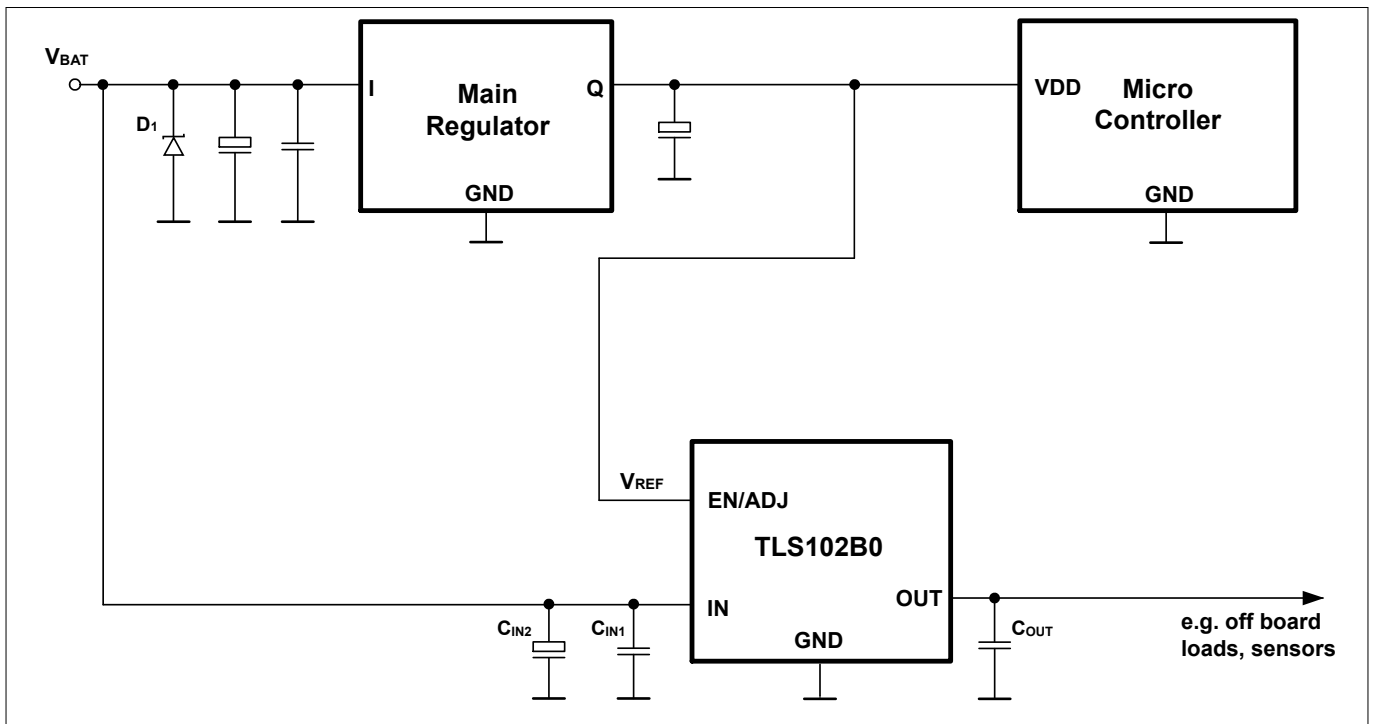 VBAT
D1
I
Main
Regulator
Q
GND
VDD
Micro
Controller
GND
VREF
EN/ADJ
TLS102B0
IN
OUT
GND
CIN2
CIN1
COUT
e.g. off board
loads, sensors